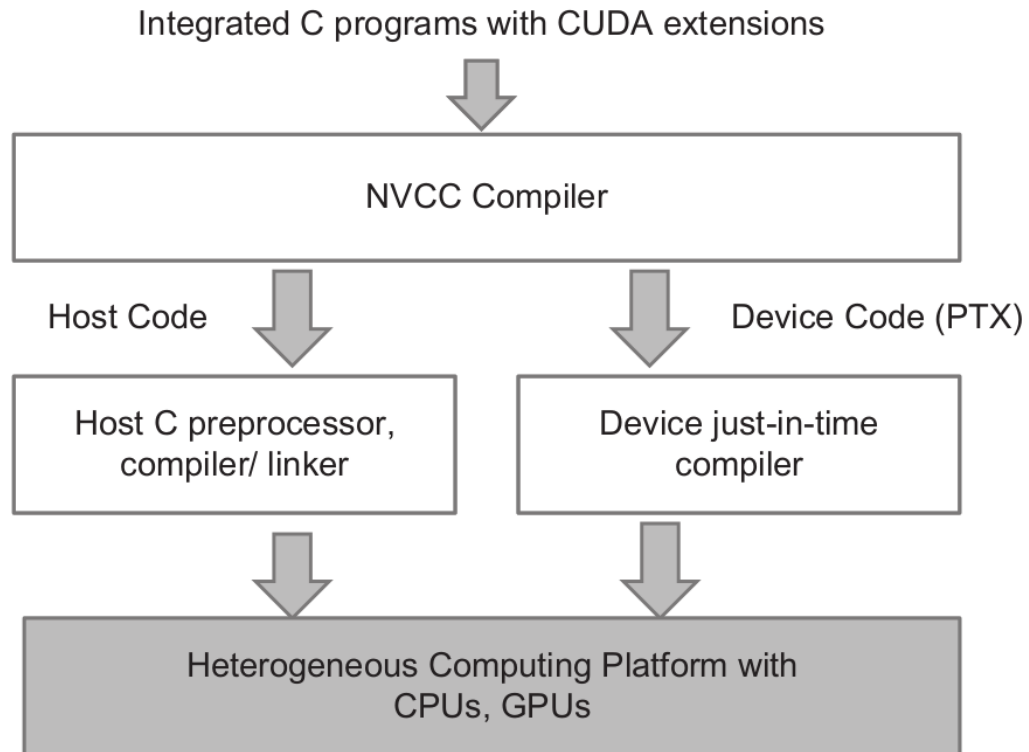 Integrated C programs with CUDA extensions
NVCC Compiler
Host Code
Device Code (PTX)
Host C preprocessor,
compiler/ linker
Device just-in-time
compiler
Heterogeneous Computing Platform with
CPUs, GPUs